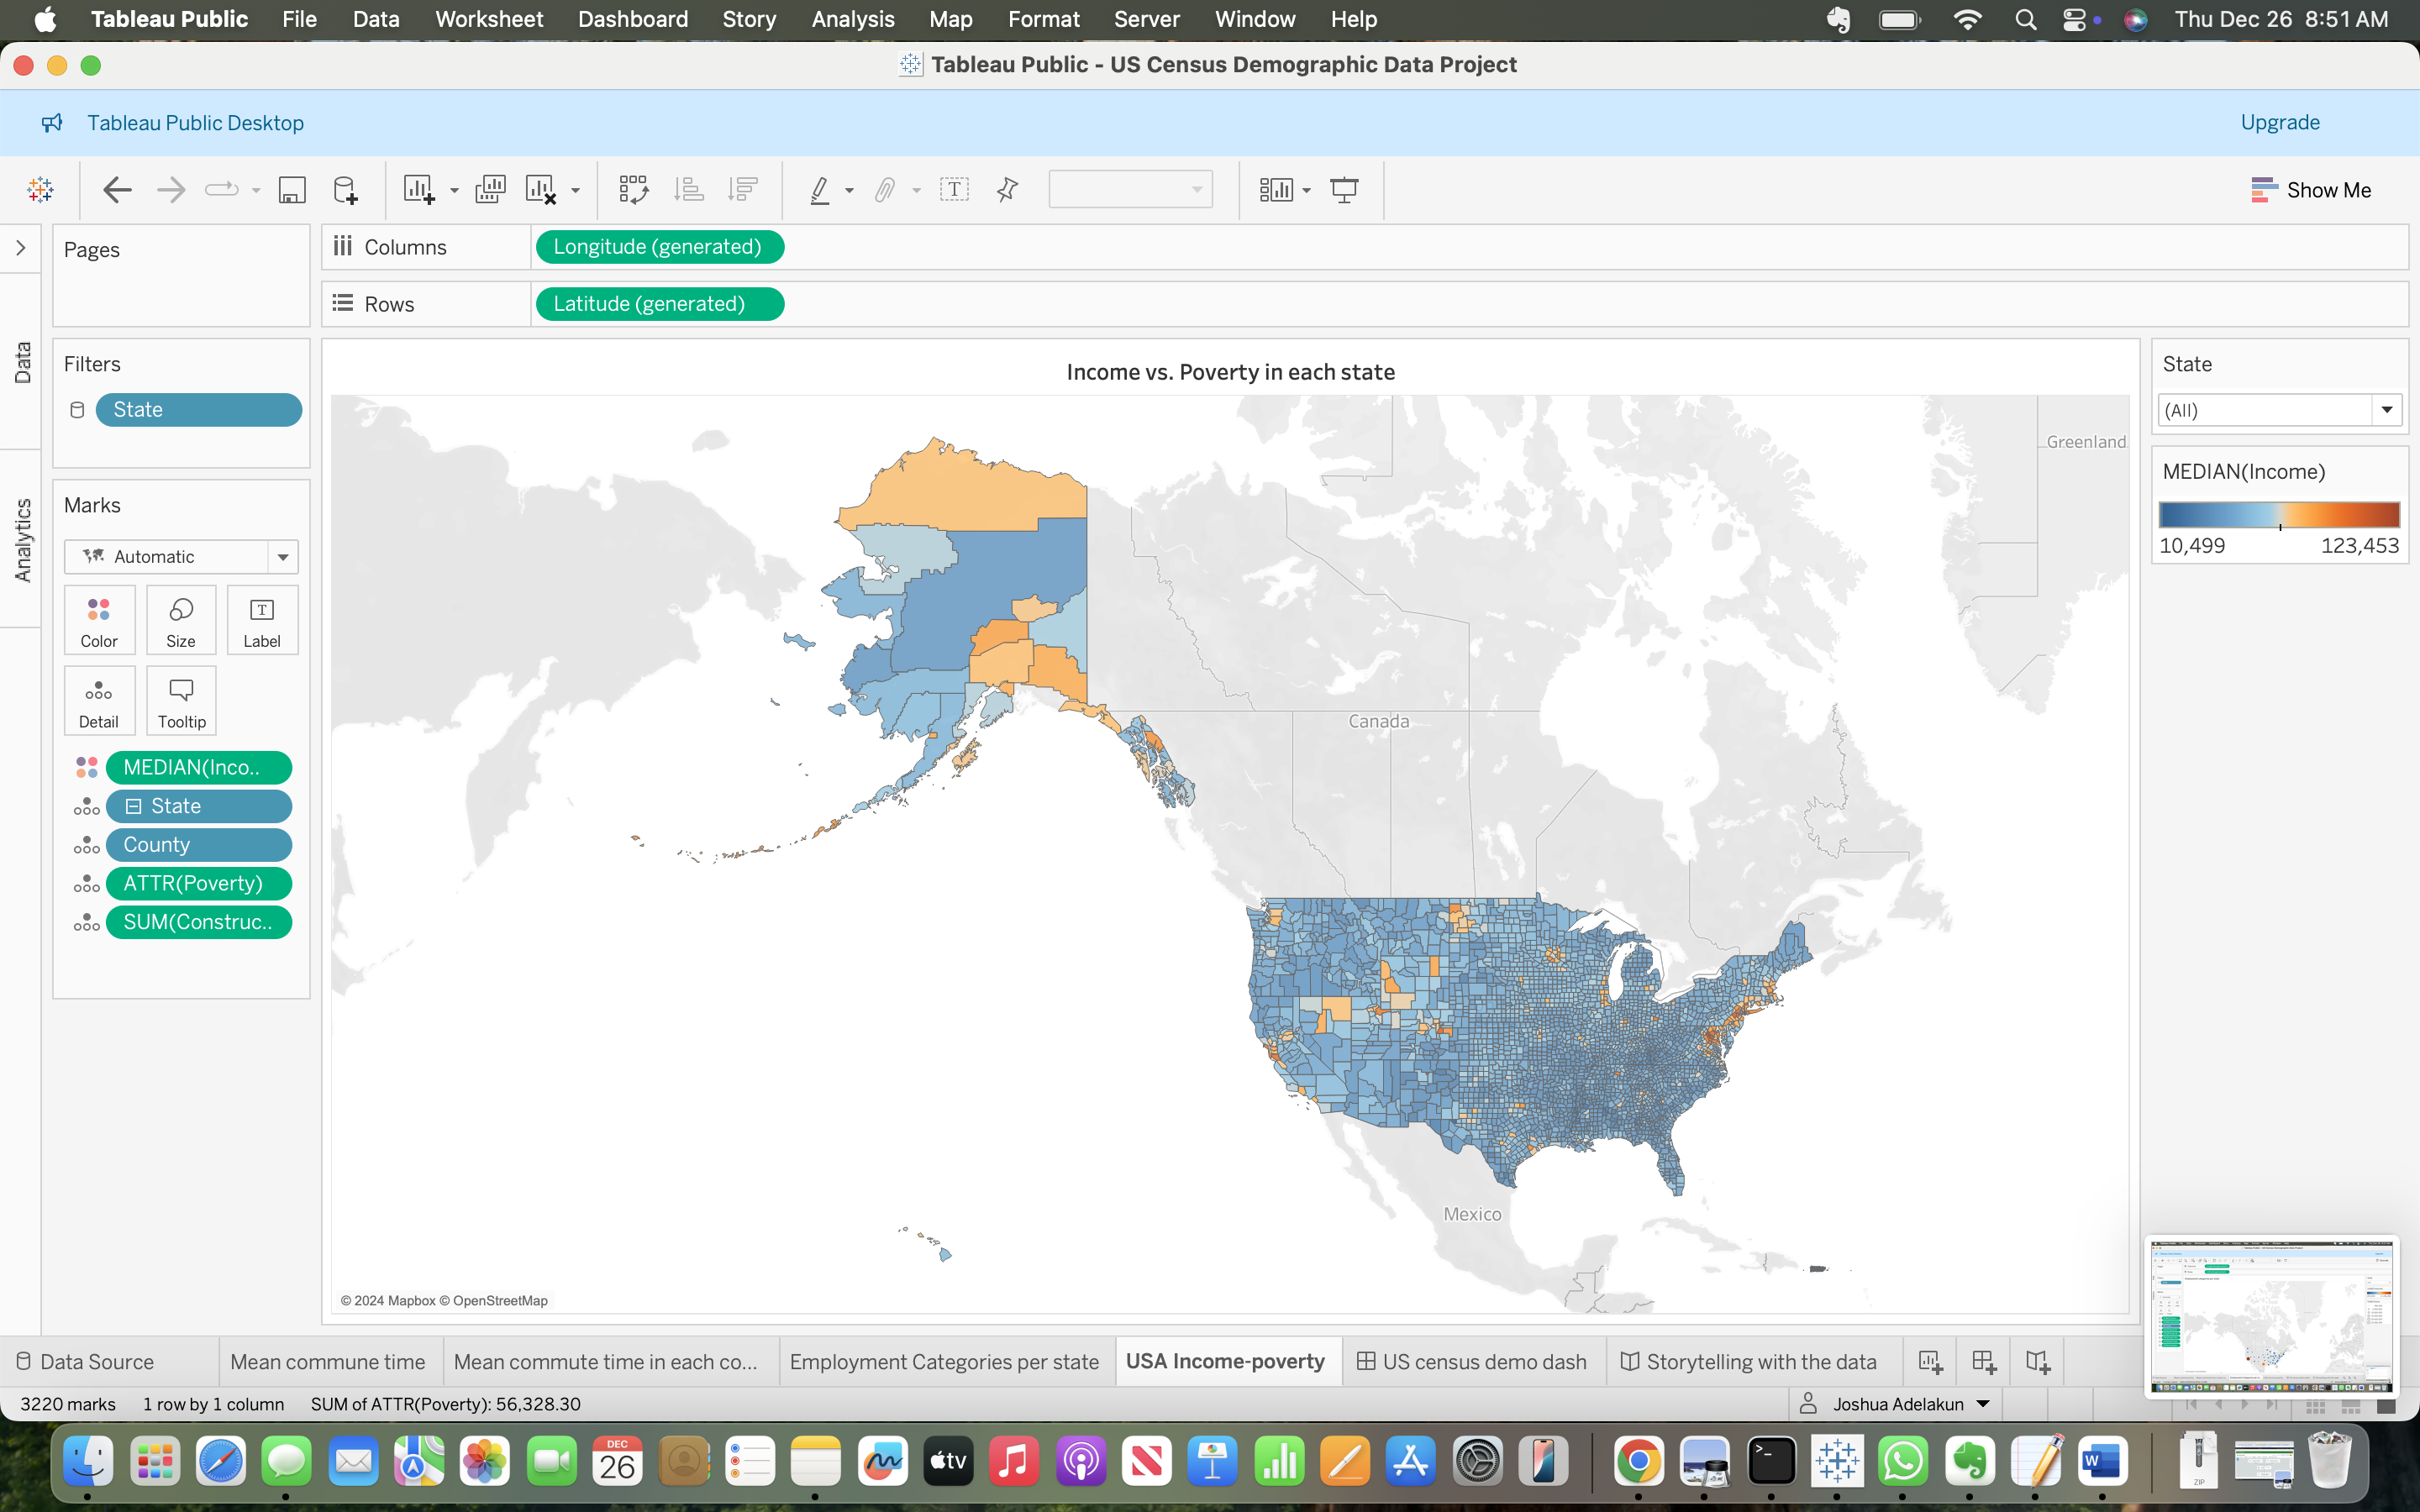 Tableau Public File Data Worksheet Dashboard Story Analysis Map Format Server Window Help Thu Dec 26 8:51 AM
Tableau Public - US Census Demographic Data Project
Tableau Public Desktop Upgrade
Show Me
Pages
Columns Longitude (generated)
Rows Latitude (generated)
Data
Analytics
Filters
State
Marks
Automatic
Color Size Label
Detail Tooltip
MEDIAN(Inco..
State
County
ATTR(Poverty)
SUM(Construc..
Income vs. Poverty in each state
Greenland
Canada
Mexico
© 2024 Mapbox © OpenStreetMap
State
(All)
MEDIAN(Income)
10,499 123,453
Data Source Mean commune time Mean commute time in each co... Employment Categories per state USA Income-poverty US census demo dash Storytelling with the data
3220 marks 1 row by 1 column SUM of ATTR(Poverty): 56,328.30 Joshua Adelakun
DEC
26
tv
ZIP